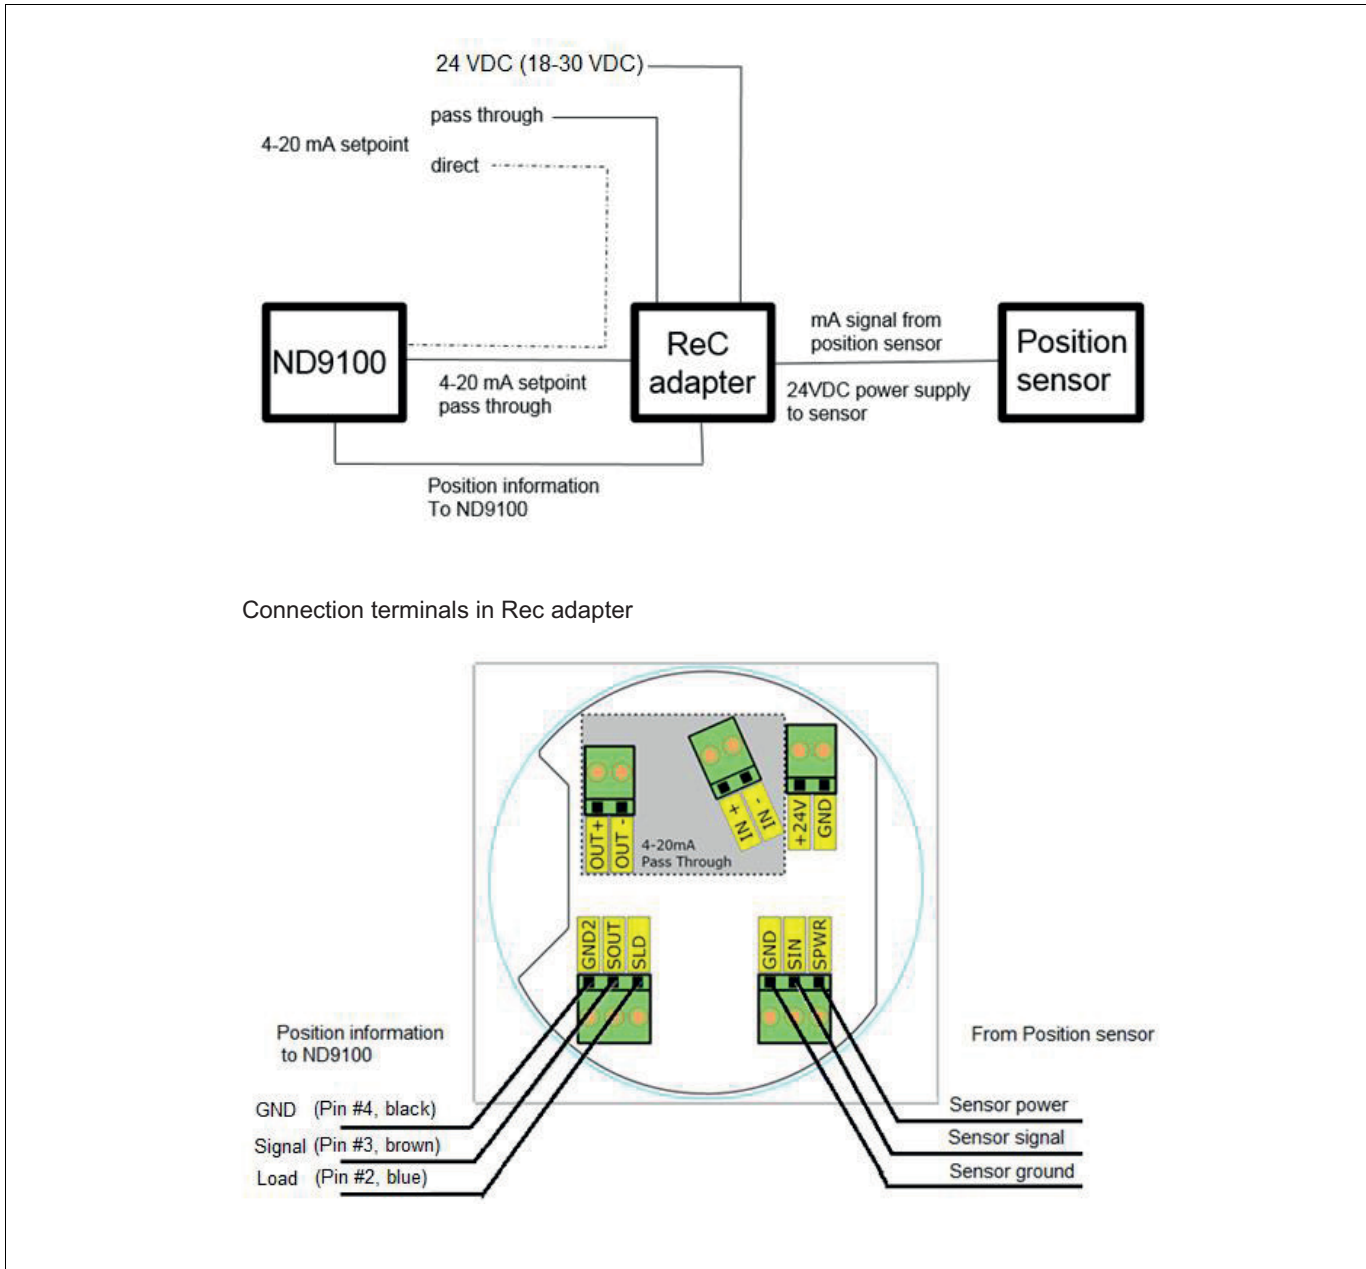 24 VDC (18-30 VDC)
pass through
4-20 mA setpoint
direct
ND9100
ReC
adapter
Position
sensor
mA signal from
position sensor
4-20 mA setpoint
pass through
24VDC power supply
to sensor
Position information
To ND9100
Connection terminals in Rec adapter
OUT+
OUT -
+ IN
- IN
+24V
GND
4-20mA
Pass Through
GND2
SOUT
SLD
GND
SIN
SPWR
Position information
to ND9100
From Position sensor
GND (Pin #4, black)
Signal (Pin #3, brown)
Load (Pin #2, blue)
Sensor power
Sensor signal
Sensor ground